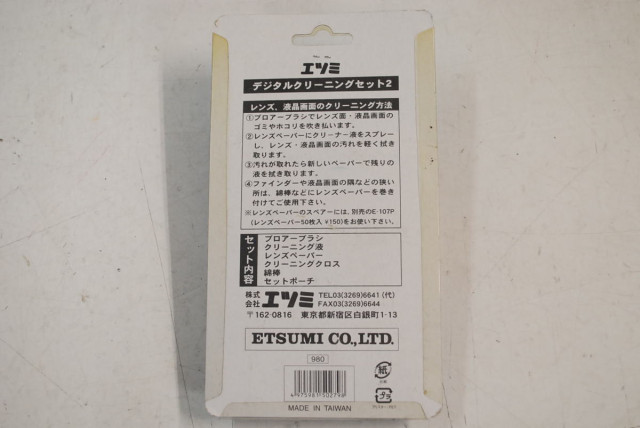 エツミ
デジタルクリーニングセット2
レンズ、液晶画面のクリーニング方法
①ブロアーブラシでレンズ面・液晶画面の
ゴミやホコリを吹き払います。
②レンズペーパーにクリーナー液をスプレー
し、レンズ・液晶画面の汚れを軽く拭き
取ります。
③汚れが取れたら新しいペーパーで残りの
液を拭き取ります。
④ファインダーや液晶画面の隅などの狭い
所は、綿棒などにレンズペーパーを巻き
付けてご使用下さい。
※レンズペーパーのスペアーには、別売のE-107P
(レンズペーパー50枚入 ¥150)をお使い下さい。
セット内容
ブロアーブラシ
クリーニング液
レンズペーパー
クリーニングクロス
綿棒
セットポーチ
株式会社 エツミ
TEL03(3269)6641(代)
FAX03(3269)6644
〒162-0816 東京都新宿区白銀町1-13
ETSUMI CO.,LTD.
980
4 975981 502798
MADE IN TAIWAN
紙
プラ